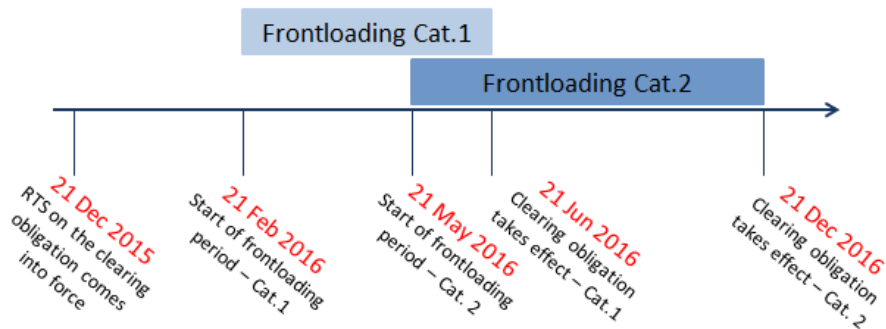 Frontloading Cat.1
Frontloading Cat.2
21 Dec 2015
RTS on the clearing
obligation comes
into force
21 Feb 2016
Start of frontloading
period – Cat.1
21 May 2016
Start of frontloading
period – Cat. 2
21 Jun 2016
Clearing obligation
takes effect – Cat.1
21 Dec 2016
Clearing obligation
takes effect – Cat. 2